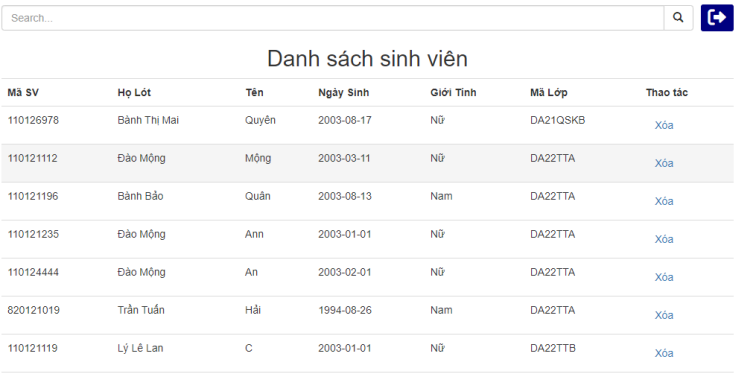 Search...
Danh sách sinh viên
Mã SV Họ Lót Tên Ngày Sinh Giới Tính Mã Lớp Thao tác
110126978 Bành Thị Mai Quyên 2003-08-17 Nữ DA21QSKB Xóa
110121112 Đào Mộng Mộng 2003-03-11 Nữ DA22TTA Xóa
110121196 Bành Bảo Quân 2003-08-13 Nam DA22TTA Xóa
110121235 Đào Mộng Ann 2003-01-01 Nữ DA22TTA Xóa
110124444 Đào Mộng An 2003-02-01 Nữ DA22TTA Xóa
820121019 Trần Tuấn Hải 1994-08-26 Nam DA22TTA Xóa
110121119 Lý Lê Lan C 2003-01-01 Nữ DA22TTB Xóa